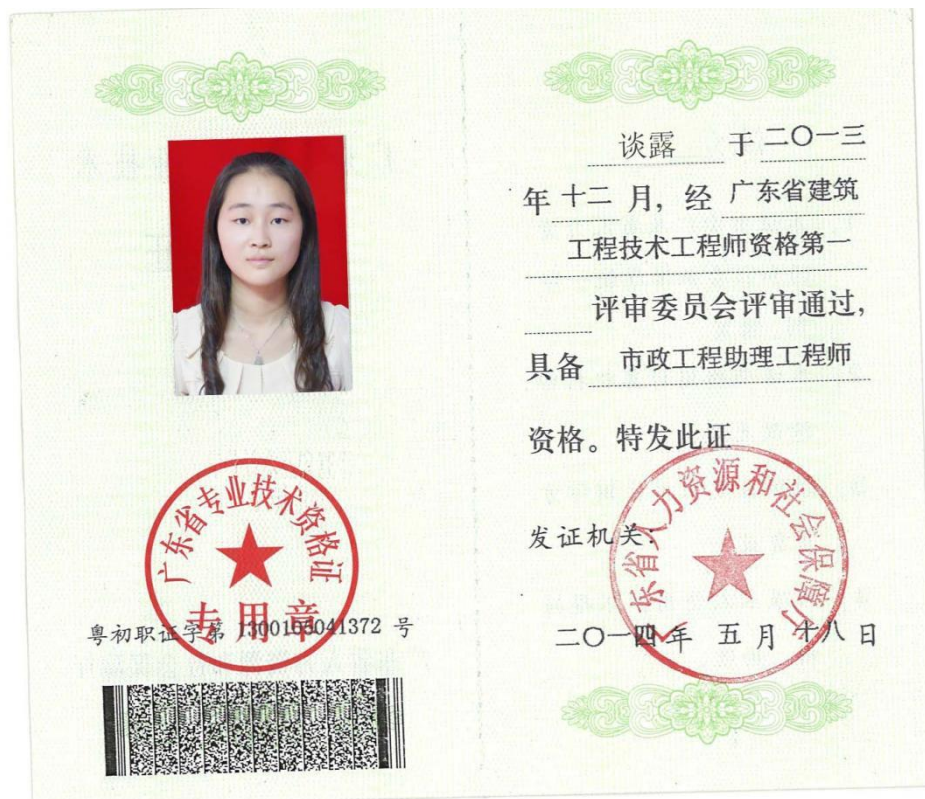 广东省专业技术资格证
专用章
粤初职证字第 1300106041372 号
谈露 于 二〇一三
年 十二 月，经 广东省建筑
工程技术工程师资格第一
评审委员会评审通过，
具备 市政工程助理工程师
资格。特发此证
发证机关：
广东省人力资源和社会保障厅
二〇一四年 五月 十八日